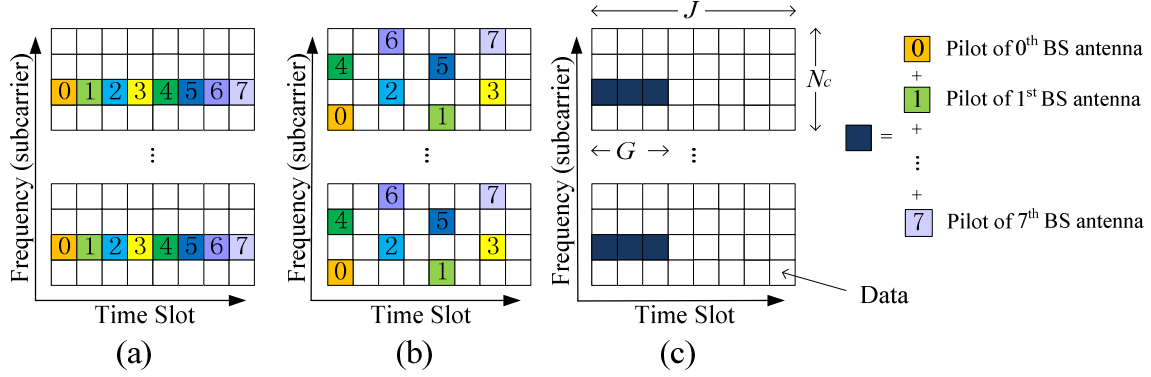 Frequency (subcarrier)
0 1 2 3 4 5 6 7
...
0 1 2 3 4 5 6 7
Time Slot
(a)
Frequency (subcarrier)
6 7
4 5
2 3
0 1
...
6 7
4 5
2 3
0 1
Time Slot
(b)
Frequency (subcarrier)
J
Nc
G
...
Time Slot
(c)
Data
=
0 Pilot of 0th BS antenna
+
1 Pilot of 1st BS antenna
+
...
+
7 Pilot of 7th BS antenna